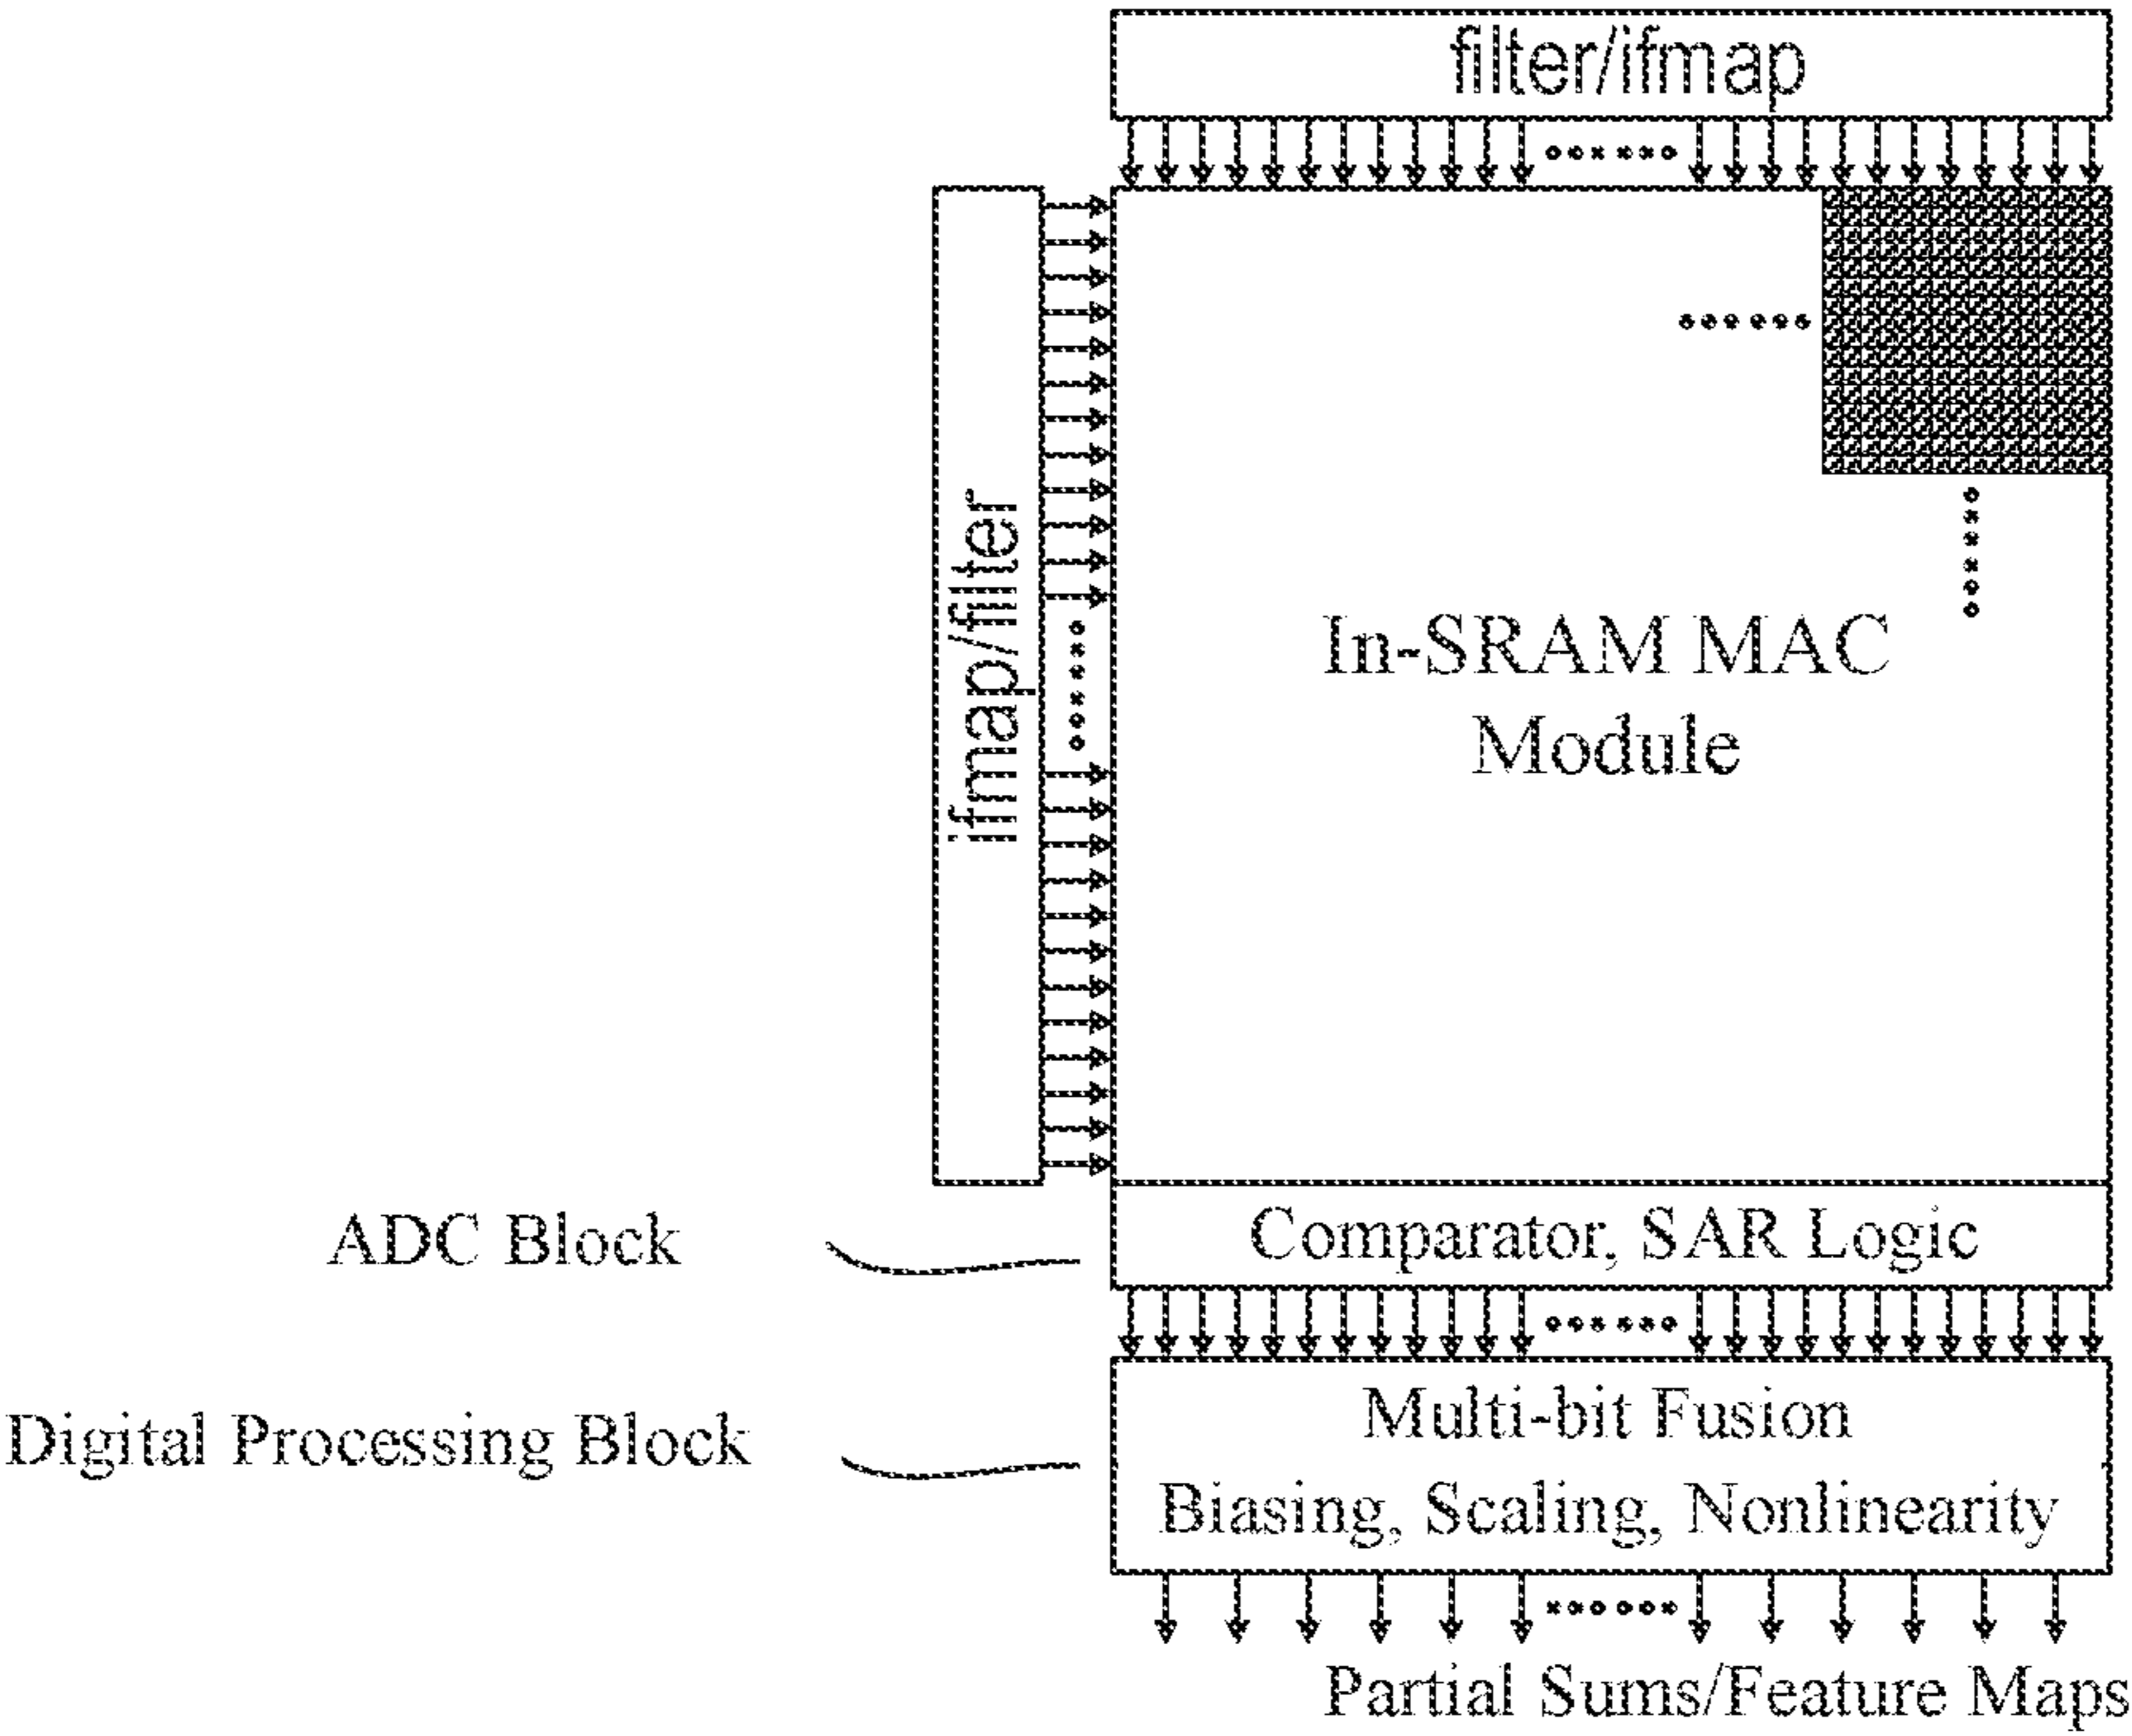 filter/ifmap
ifmap/filter
In-SRAM MAC
Module
ADC Block
Comparator, SAR Logic
Digital Processing Block
Multi-bit Fusion
Biasing, Scaling, Nonlinearity
Partial Sums/Feature Maps